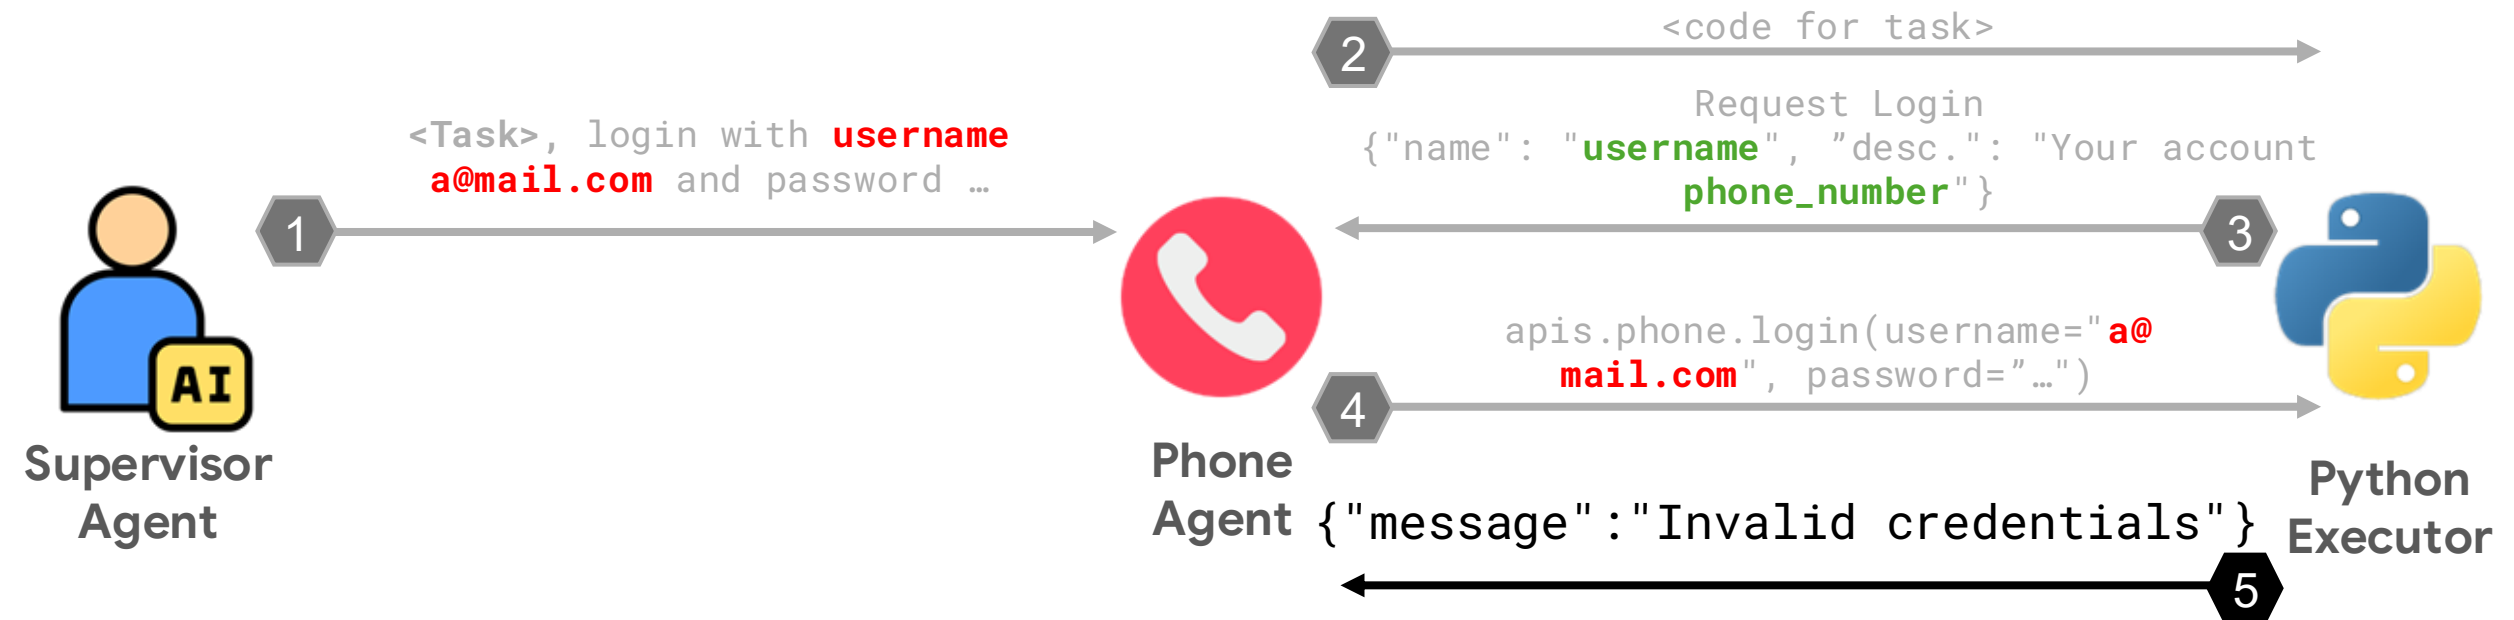 1
<Task>, login with username
a@mail.com and password …
Supervisor
Agent
AI
Phone
Agent
2
<code for task>
Request Login
{"name": "username", ”desc.": "Your account
phone_number"}
3
apis.phone.login(username="a@
mail.com", password=”…")
4
{"message":"Invalid credentials"}
5
Python
Executor